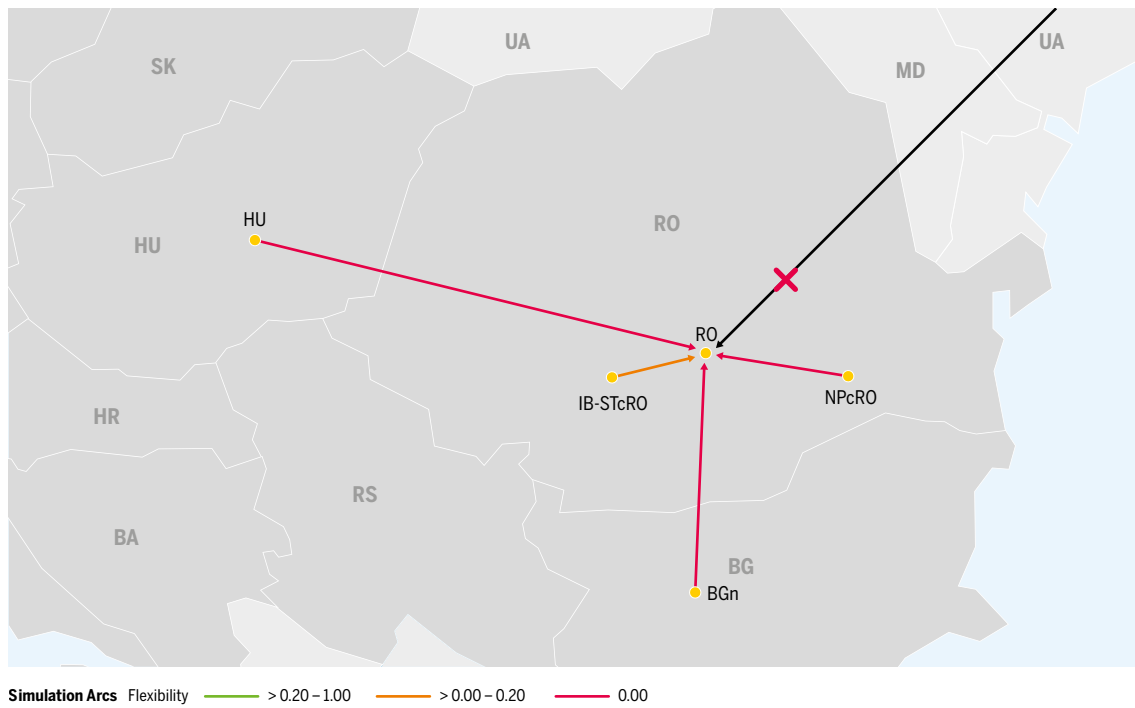 UA
UA
SK
MD
HU
RO
HU
RO
IB-STcRO
NPcRO
HR
RS
BA
BG
BGn
Simulation Arcs Flexibility > 0.20 – 1.00 > 0.00 – 0.20 0.00